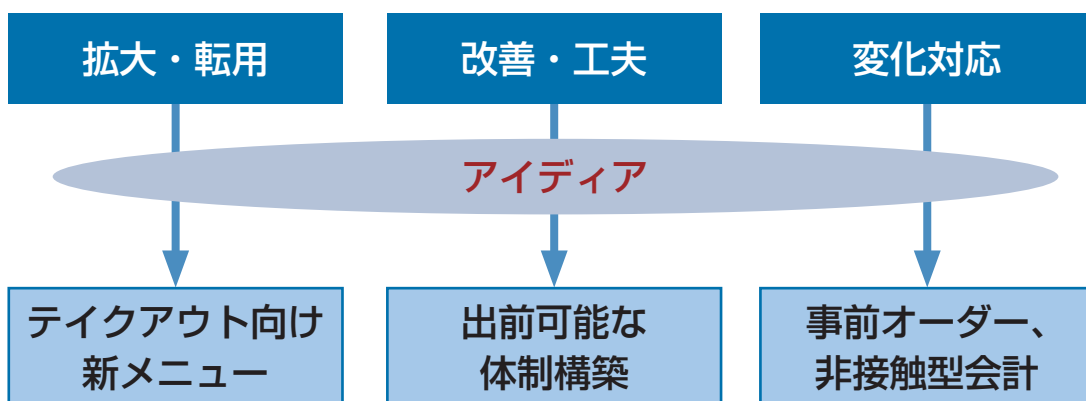 拡大・転用
改善・工夫
変化対応
アイディア
テイクアウト向け
新メニュー
出前可能な
体制構築
事前オーダー、
非接触型会計